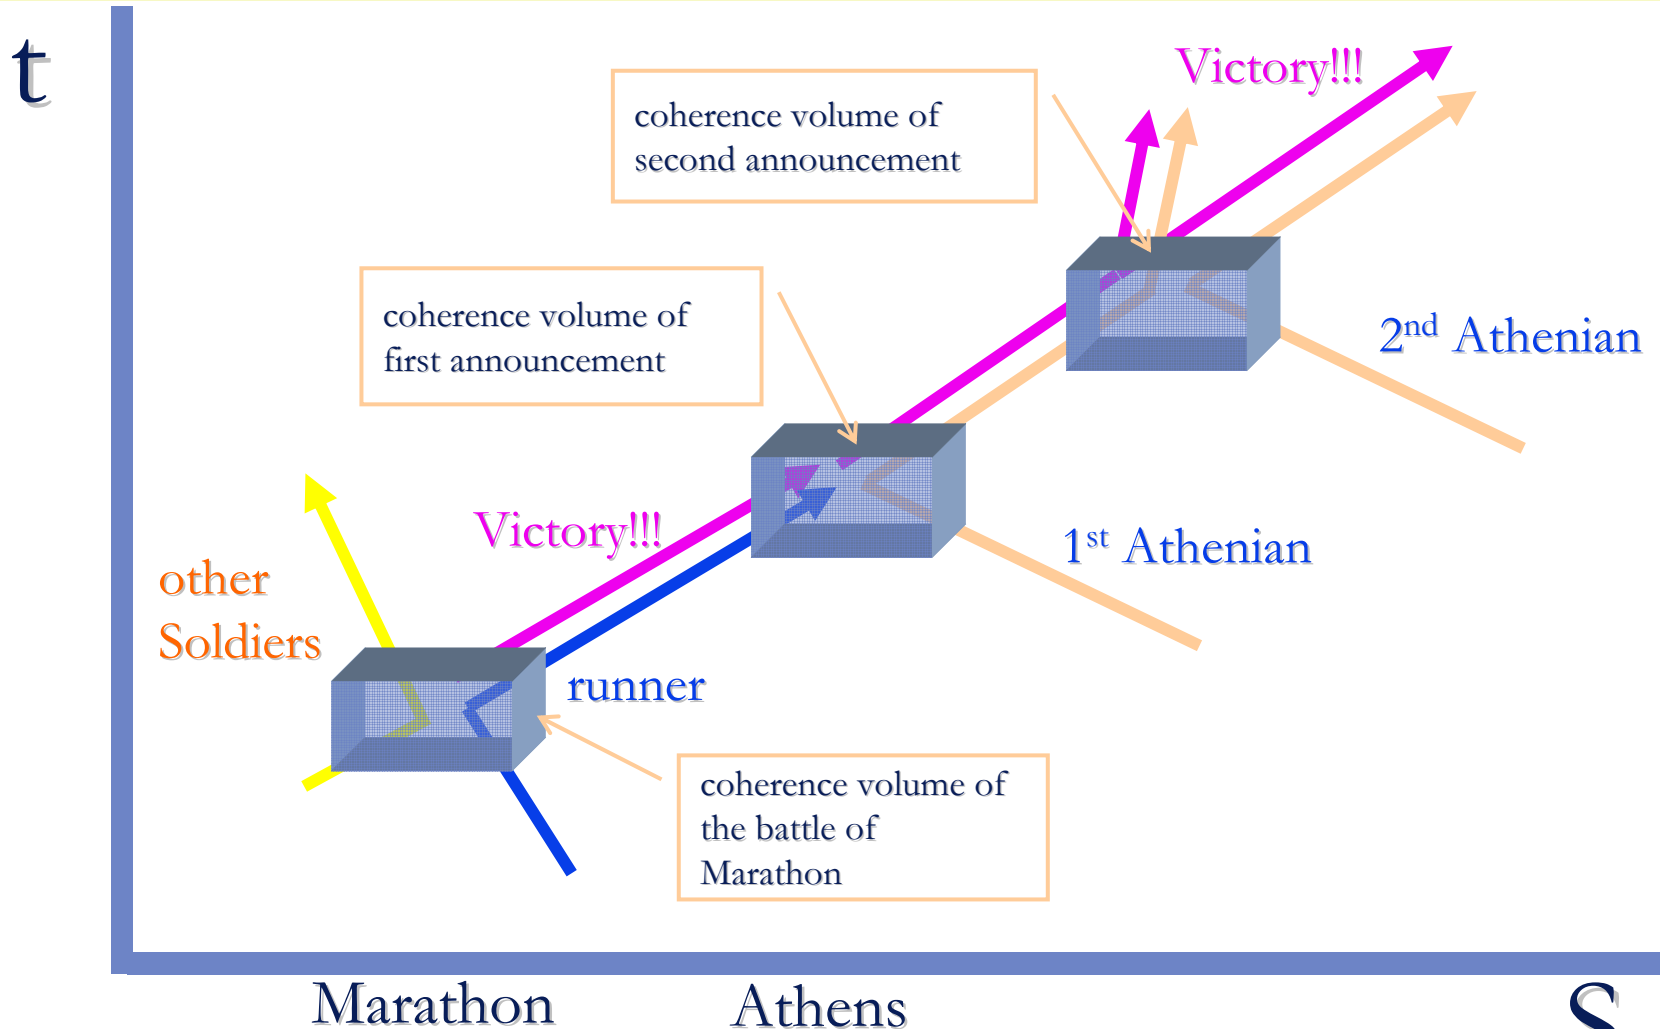 t
Victory!!!
coherence volume of
second announcement
coherence volume of
first announcement
2nd Athenian
Victory!!!
1st Athenian
other
Soldiers
runner
coherence volume of
the battle of
Marathon
Marathon
Athens
S